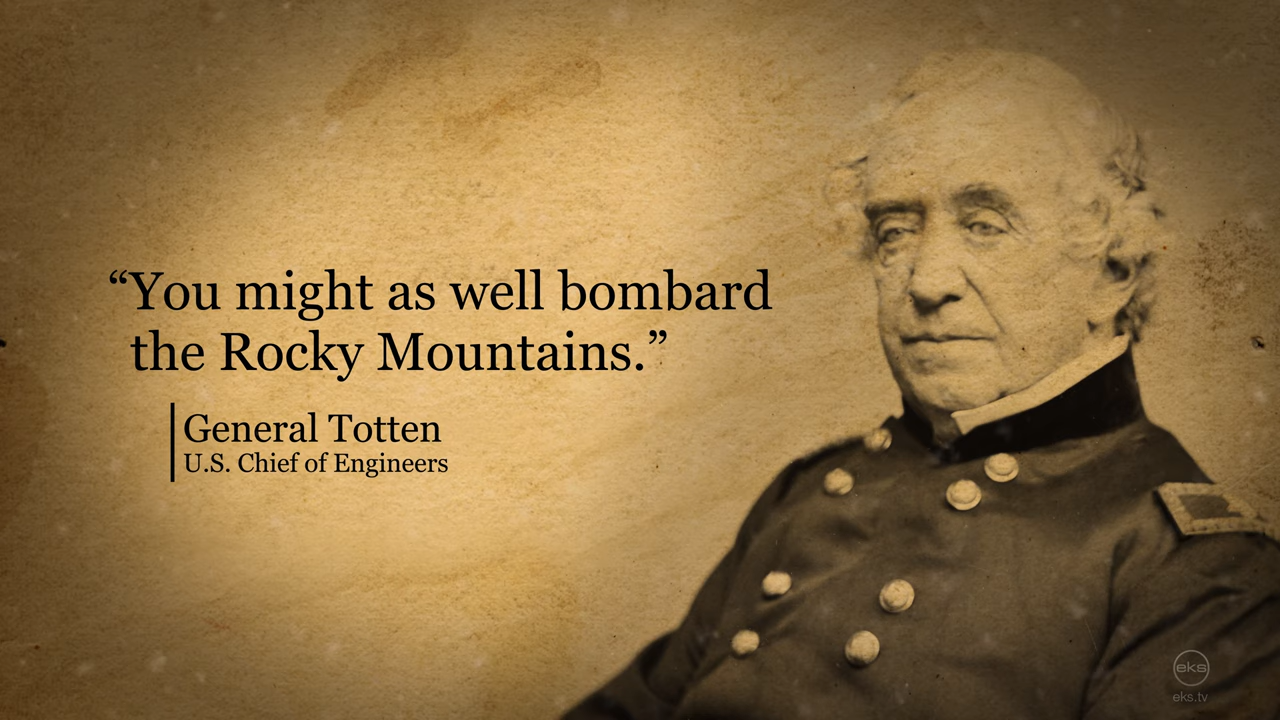 “You might as well bombard
the Rocky Mountains.”
General Totten
U.S. Chief of Engineers
eks
eks.tv